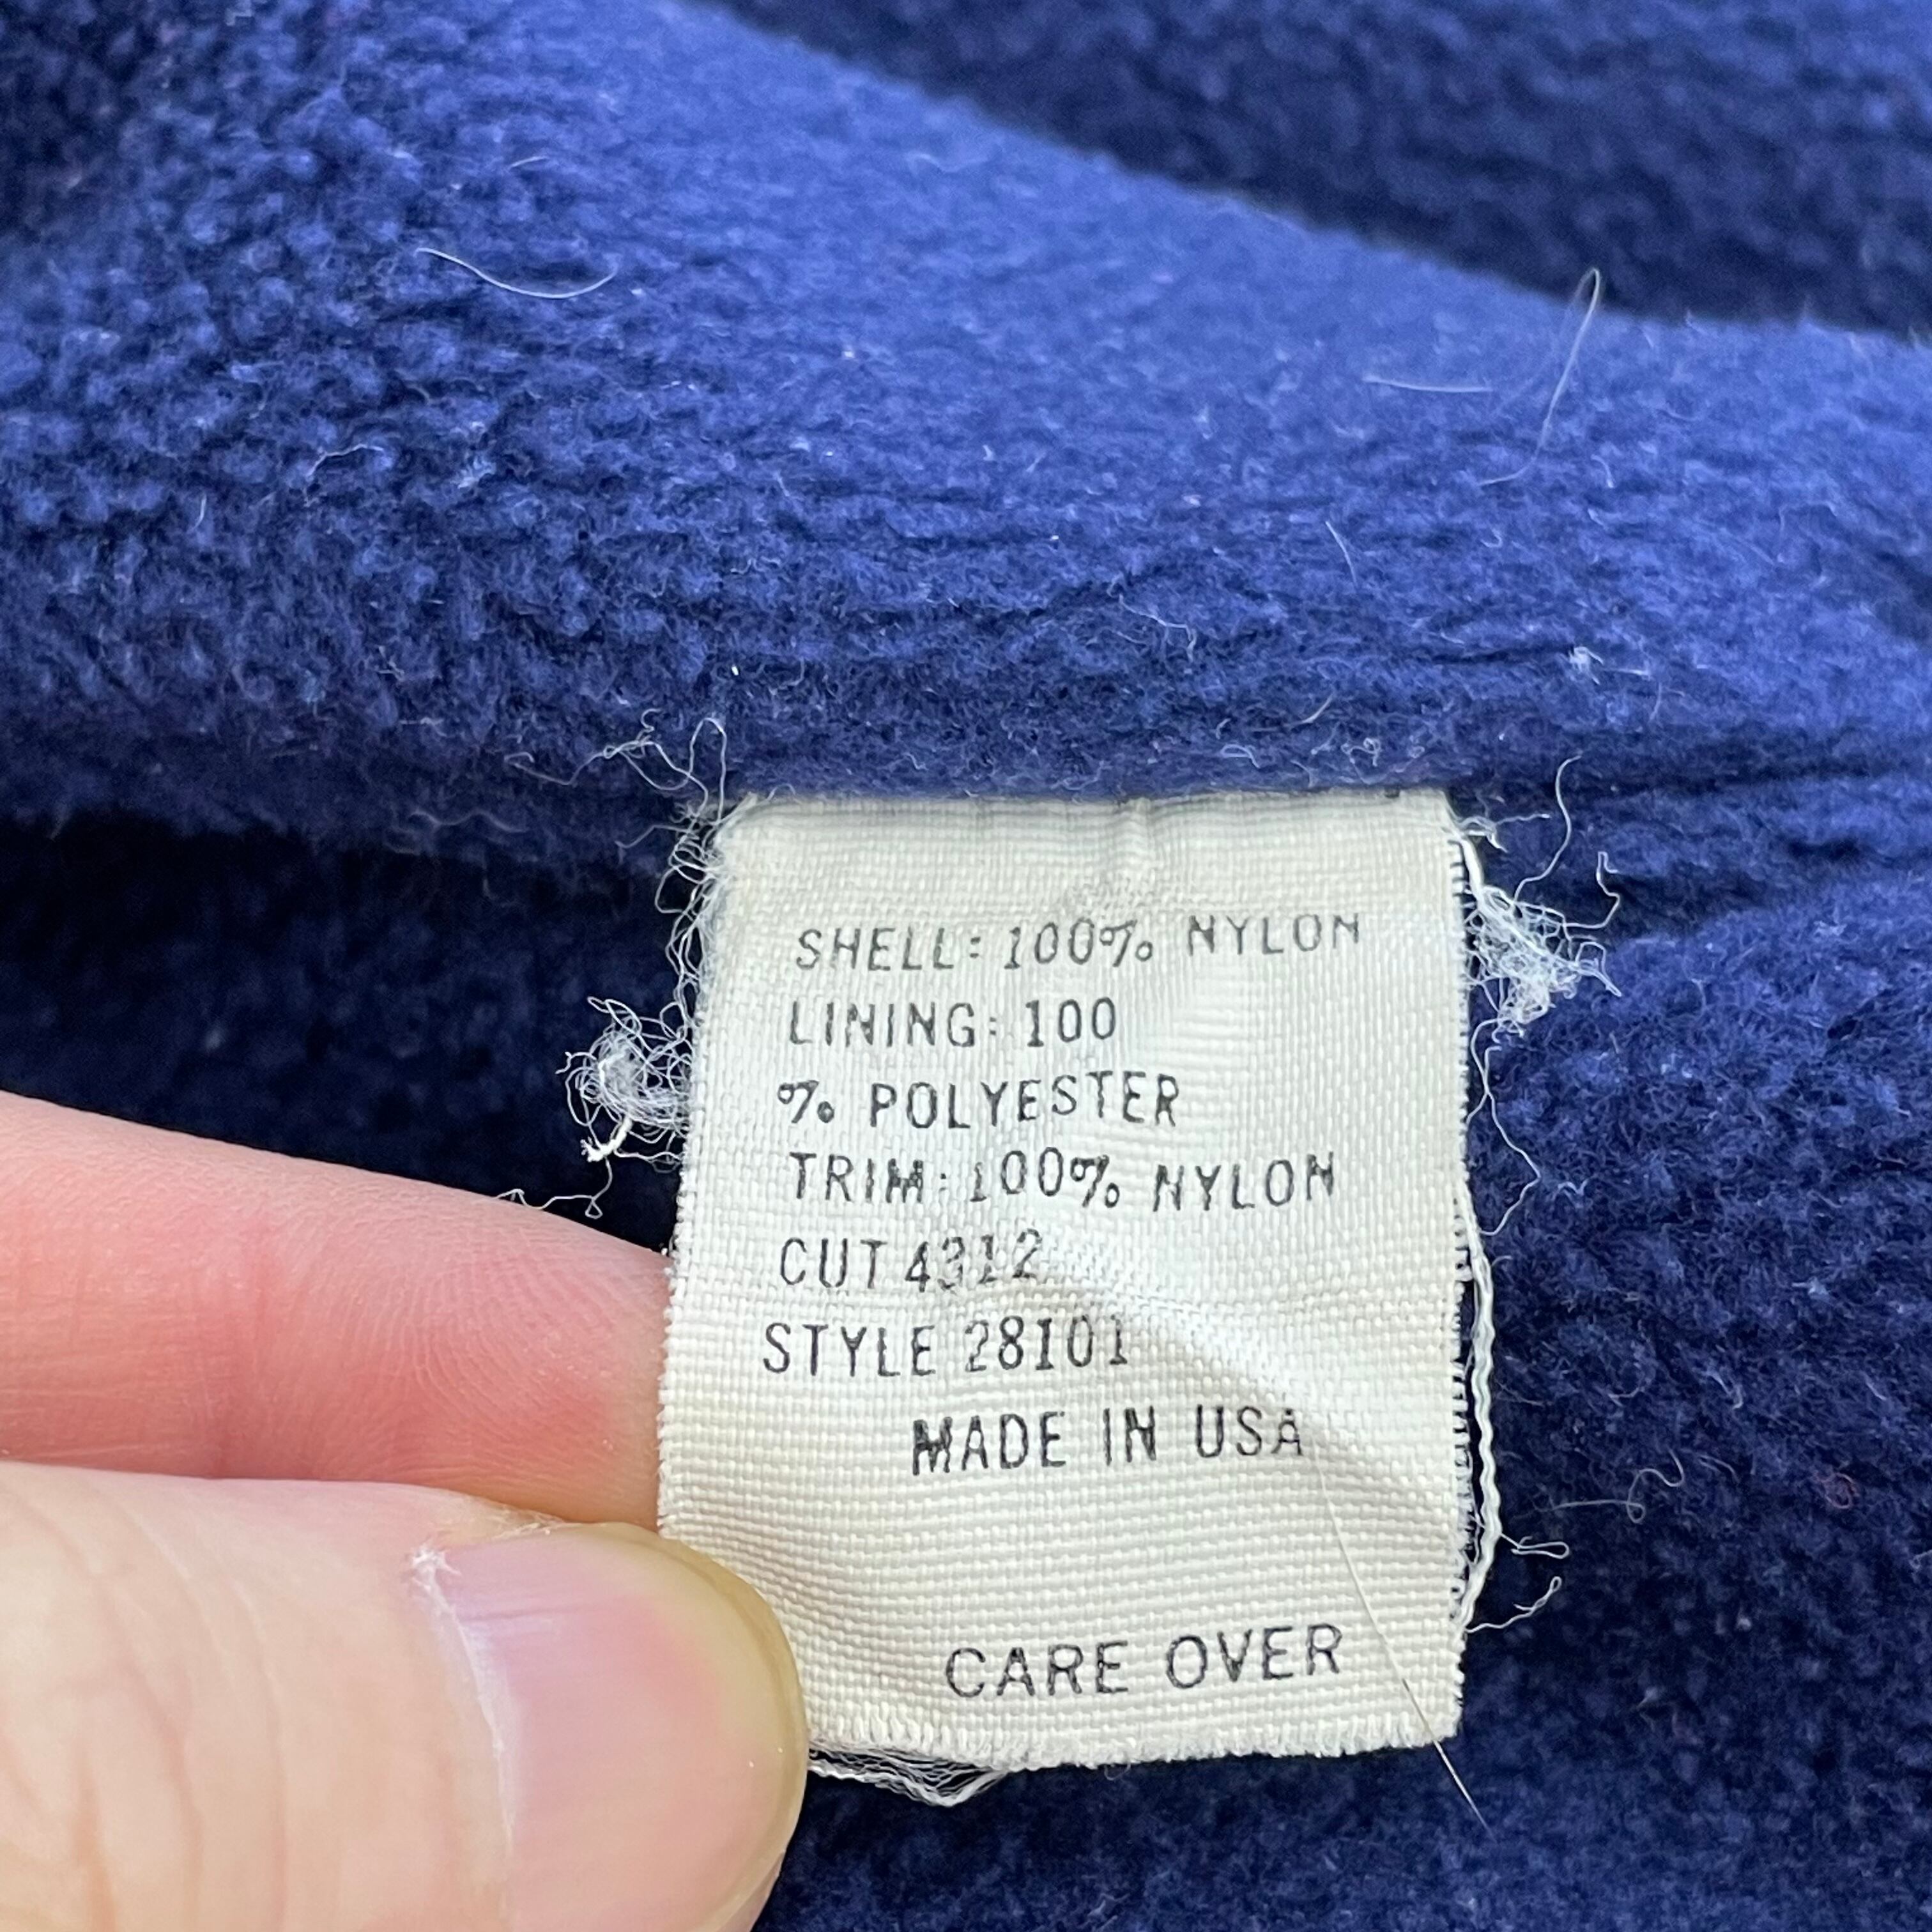 SHELL: 100% NYLON
LINING: 100
% POLYESTER
TRIM: 100% NYLON
CUT 4312
STYLE 28101
MADE IN USA
CARE OVER